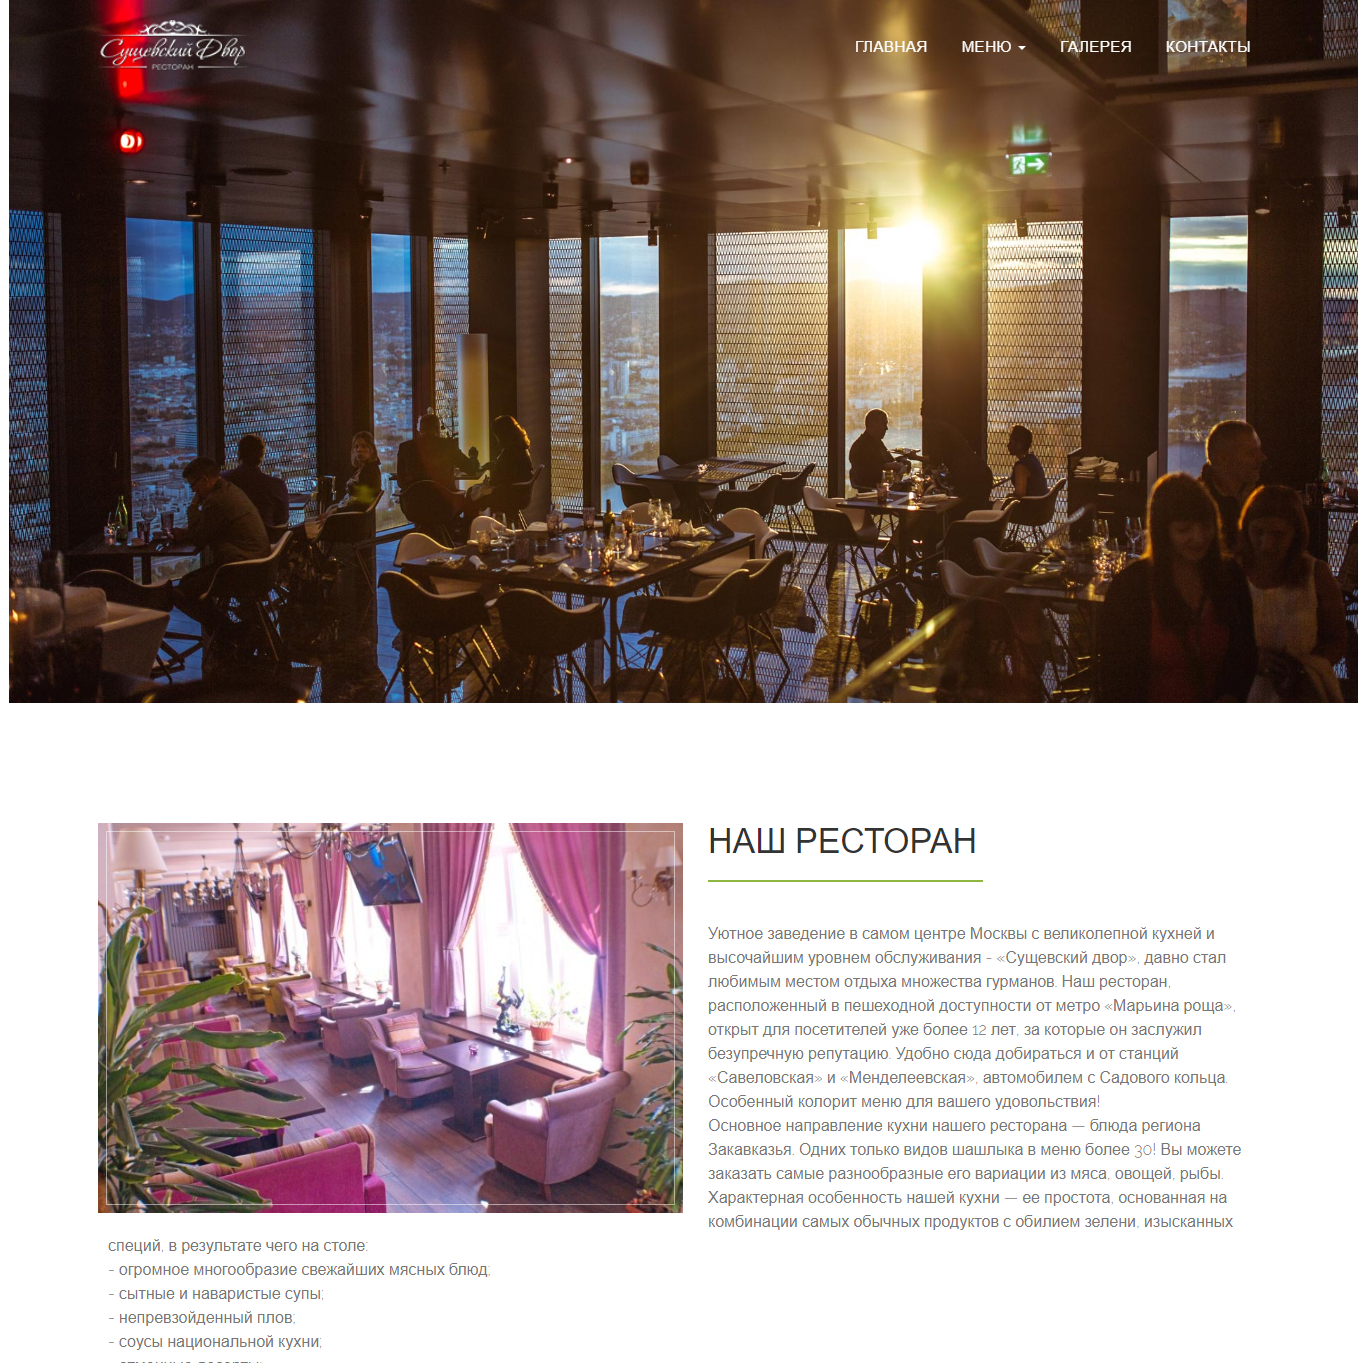 Сущевский Двор
РЕСТОРАН
ГЛАВНАЯ
МЕНЮ
ГАЛЕРЕЯ
КОНТАКТЫ
НАШ РЕСТОРАН
Уютное заведение в самом центре Москвы с великолепной кухней и
высочайшим уровнем обслуживания - «Сущевский двор», давно стал
любимым местом отдыха множества гурманов. Наш ресторан,
расположенный в пешеходной доступности от метро «Марьина роща»,
открыт для посетителей уже более 12 лет, за которые он заслужил
безупречную репутацию. Удобно сюда добираться и от станций
«Савеловская» и «Менделеевская», автомобилем с Садового кольца.
Особенный колорит меню для вашего удовольствия!
Основное направление кухни нашего ресторана — блюда региона
Закавказья. Одних только видов шашлыка в меню более 30! Вы можете
заказать самые разнообразные его вариации из мяса, овощей, рыбы.
Характерная особенность нашей кухни — ее простота, основанная на
комбинации самых обычных продуктов с обилием зелени, изысканных
специй, в результате чего на столе:
- огромное многообразие свежайших мясных блюд;
- сытные и наваристые супы;
- непревзойденный плов;
- соусы национальной кухни;